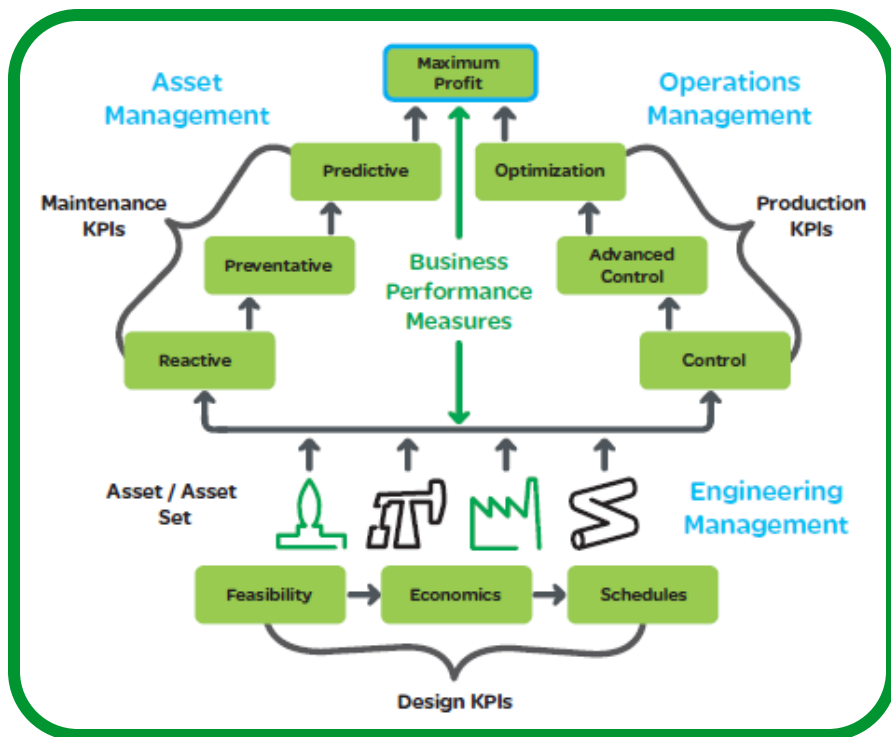 Maximum
Profit
Asset
Management
Operations
Management
Predictive
Optimization
Maintenance
KPIs
Production
KPIs
Preventative
Business
Performance
Measures
Advanced
Control
Reactive
Control
Asset / Asset
Set
Engineering
Management
Feasibility
Economics
Schedules
Design KPIs